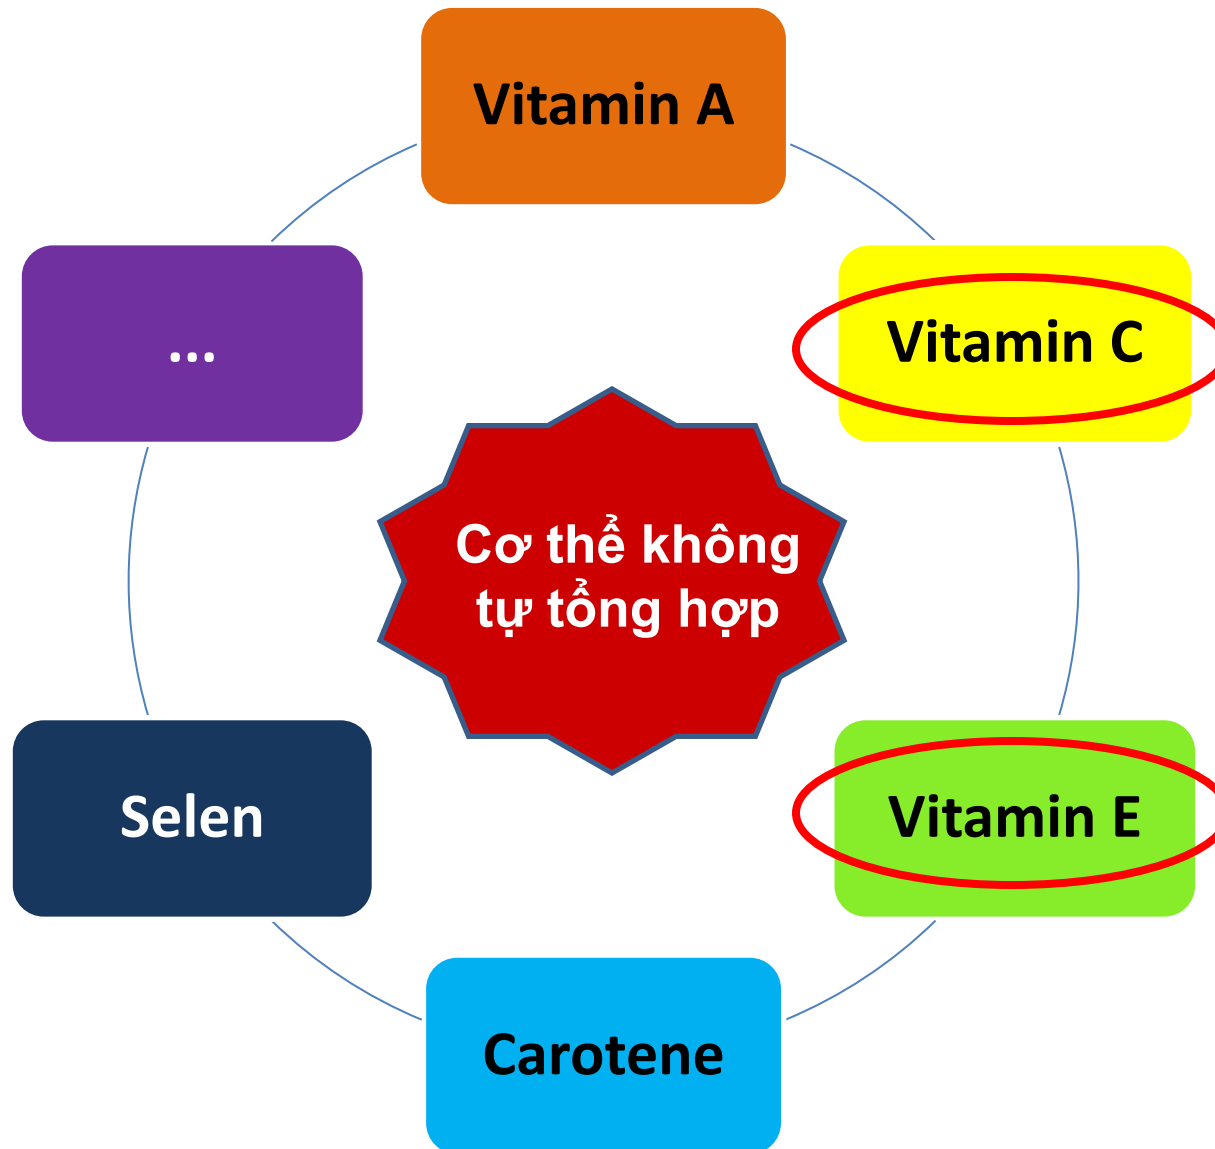 Vitamin A
...
Vitamin C
Cơ thể không
tự tổng hợp
Selen
Vitamin E
Carotene